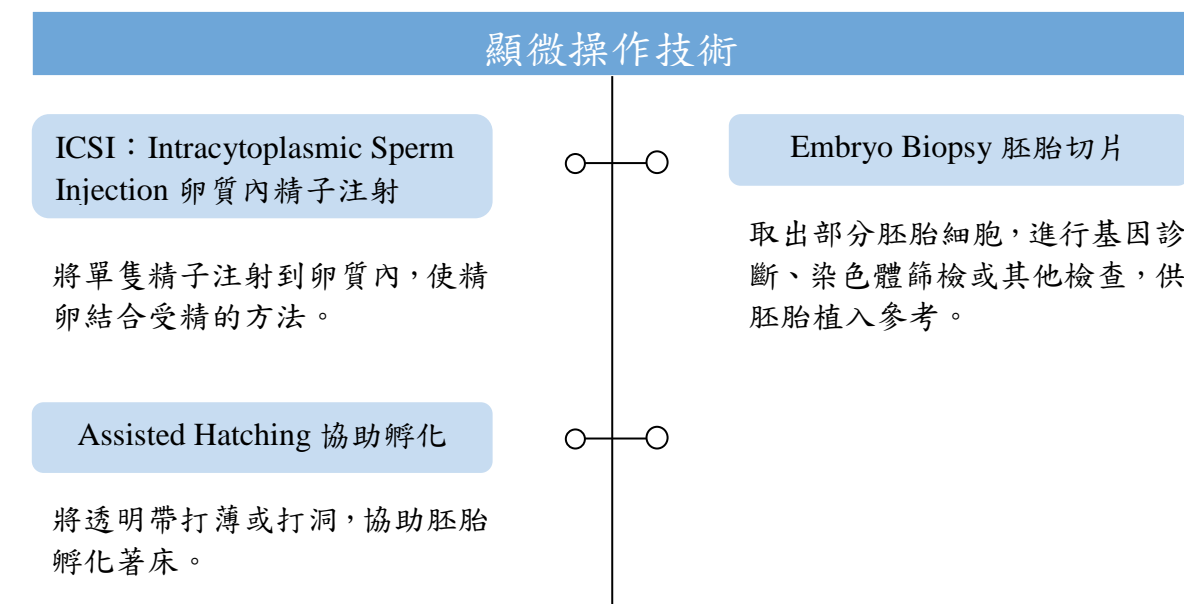 顯微操作技術
ICSI：Intracytoplasmic Sperm
Injection 卵質內精子注射
將單隻精子注射到卵質內，使精
卵結合受精的方法。
Embryo Biopsy 胚胎切片
取出部分胚胎細胞，進行基因診
斷、染色體篩檢或其他檢查，供
胚胎植入參考。
Assisted Hatching 協助孵化
將透明帶打薄或打洞，協助胚胎
孵化著床。